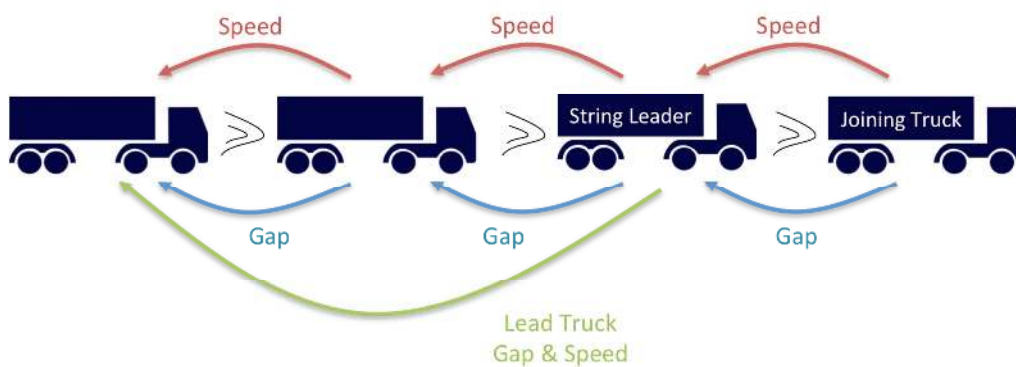 Speed
Speed
Speed
String Leader
Joining Truck
Gap
Gap
Gap
Lead Truck
Gap & Speed